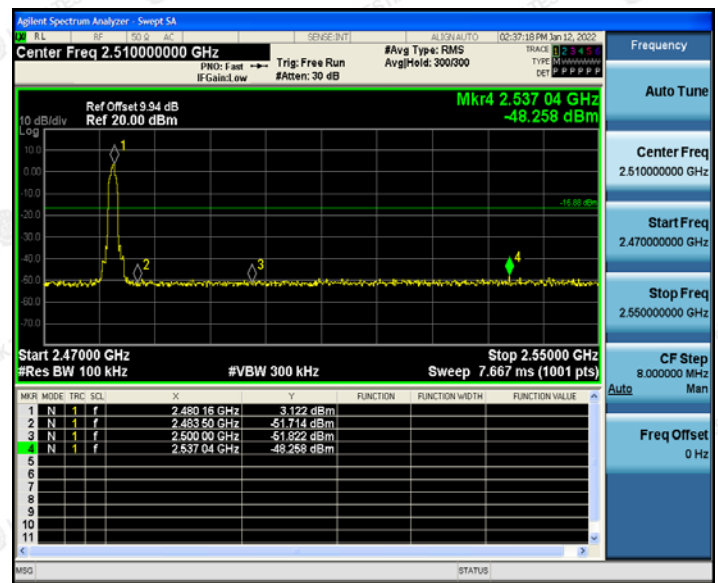 Agilent Spectrum Analyzer - Swept SA
RL RF 50 Ω AC SENSE:INT ALIGNAUTO 02:37:18 PM Jan 12, 2022
Center Freq 2.510000000 GHz
PNO: Fast
IFGain:Low
Trig: Free Run
#Atten: 30 dB
#Avg Type: RMS
Avg|Hold: 300/300
TRACE 1 2 3 4 5 6
TYPE M W W W W W
DET P P P P P P
Frequency
Mkr4 2.537 04 GHz
-48.258 dBm
Ref Offset 9.94 dB
10 dB/div Ref 20.00 dBm
Log
10.0
0.00
-10.0
-20.0
-30.0
-40.0
-50.0
-60.0
-70.0
1
2
3
4
-16.88 dBm
Start 2.47000 GHz Stop 2.55000 GHz
#Res BW 100 kHz #VBW 300 kHz Sweep 7.667 ms (1001 pts)
MKR MODE TRC SCL X Y FUNCTION FUNCTION WIDTH FUNCTION VALUE
1 N 1 f 2.480 16 GHz 3.122 dBm
2 N 1 f 2.483 50 GHz -51.714 dBm
3 N 1 f 2.500 00 GHz -51.822 dBm
4 N 1 f 2.537 04 GHz -48.258 dBm
5
6
7
8
9
10
11
MSG STATUS
Auto Tune
Center Freq
2.510000000 GHz
Start Freq
2.470000000 GHz
Stop Freq
2.550000000 GHz
CF Step
8.000000 MHz
Auto Man
Freq Offset
0 Hz